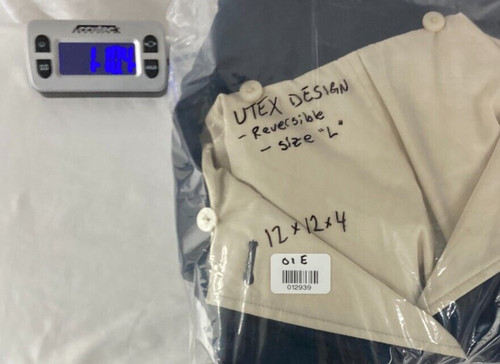 ACCUTECK
UTEX DESIGN
- Reversible
- size "L"
12 x 12 x 4
01 E
012939